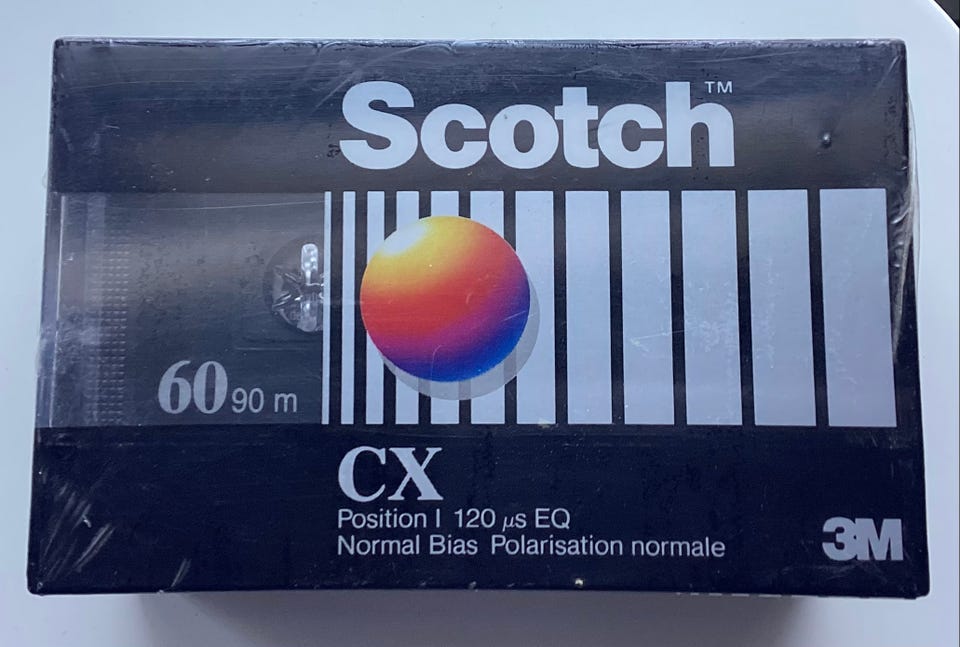 Scotch™
60 90 m
CX
Position I 120 µs EQ
Normal Bias Polarisation normale
3M